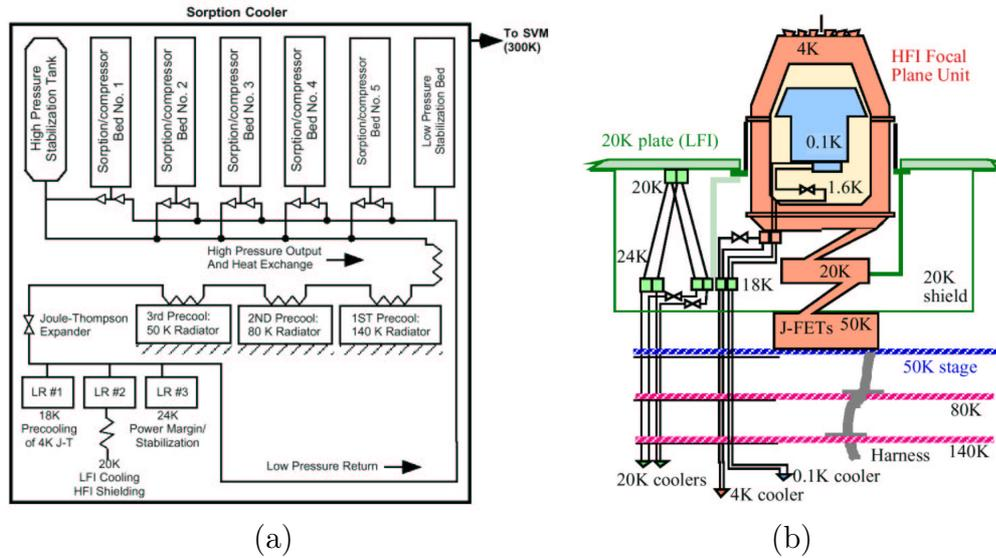 Sorption Cooler
To SVM
(300K)
High Pressure
Stabilization Tank
Sorption/compressor
Bed No. 1
Sorption/compressor
Bed No. 2
Sorption/compressor
Bed No. 3
Sorption/compressor
Bed No. 4
Sorption/compressor
Bed No. 5
Low Pressure
Stabilization Bed
High Pressure Output
And Heat Exchange
Joule-Thompson
Expander
3rd Precool:
50 K Radiator
2ND Precool:
80 K Radiator
1ST Precool:
140 K Radiator
LR #1
LR #2
LR #3
18K
Precooling
of 4K J-T
24K
Power Margin/
Stabilization
20K
LFI Cooling
HFI Shielding
Low Pressure Return
(a)
4K
HFI Focal
Plane Unit
20K plate (LFI)
0.1K
20K
1.6K
24K
18K
20K
20K
shield
J-FETs
50K
50K stage
80K
Harness
140K
20K coolers
0.1K cooler
4K cooler
(b)